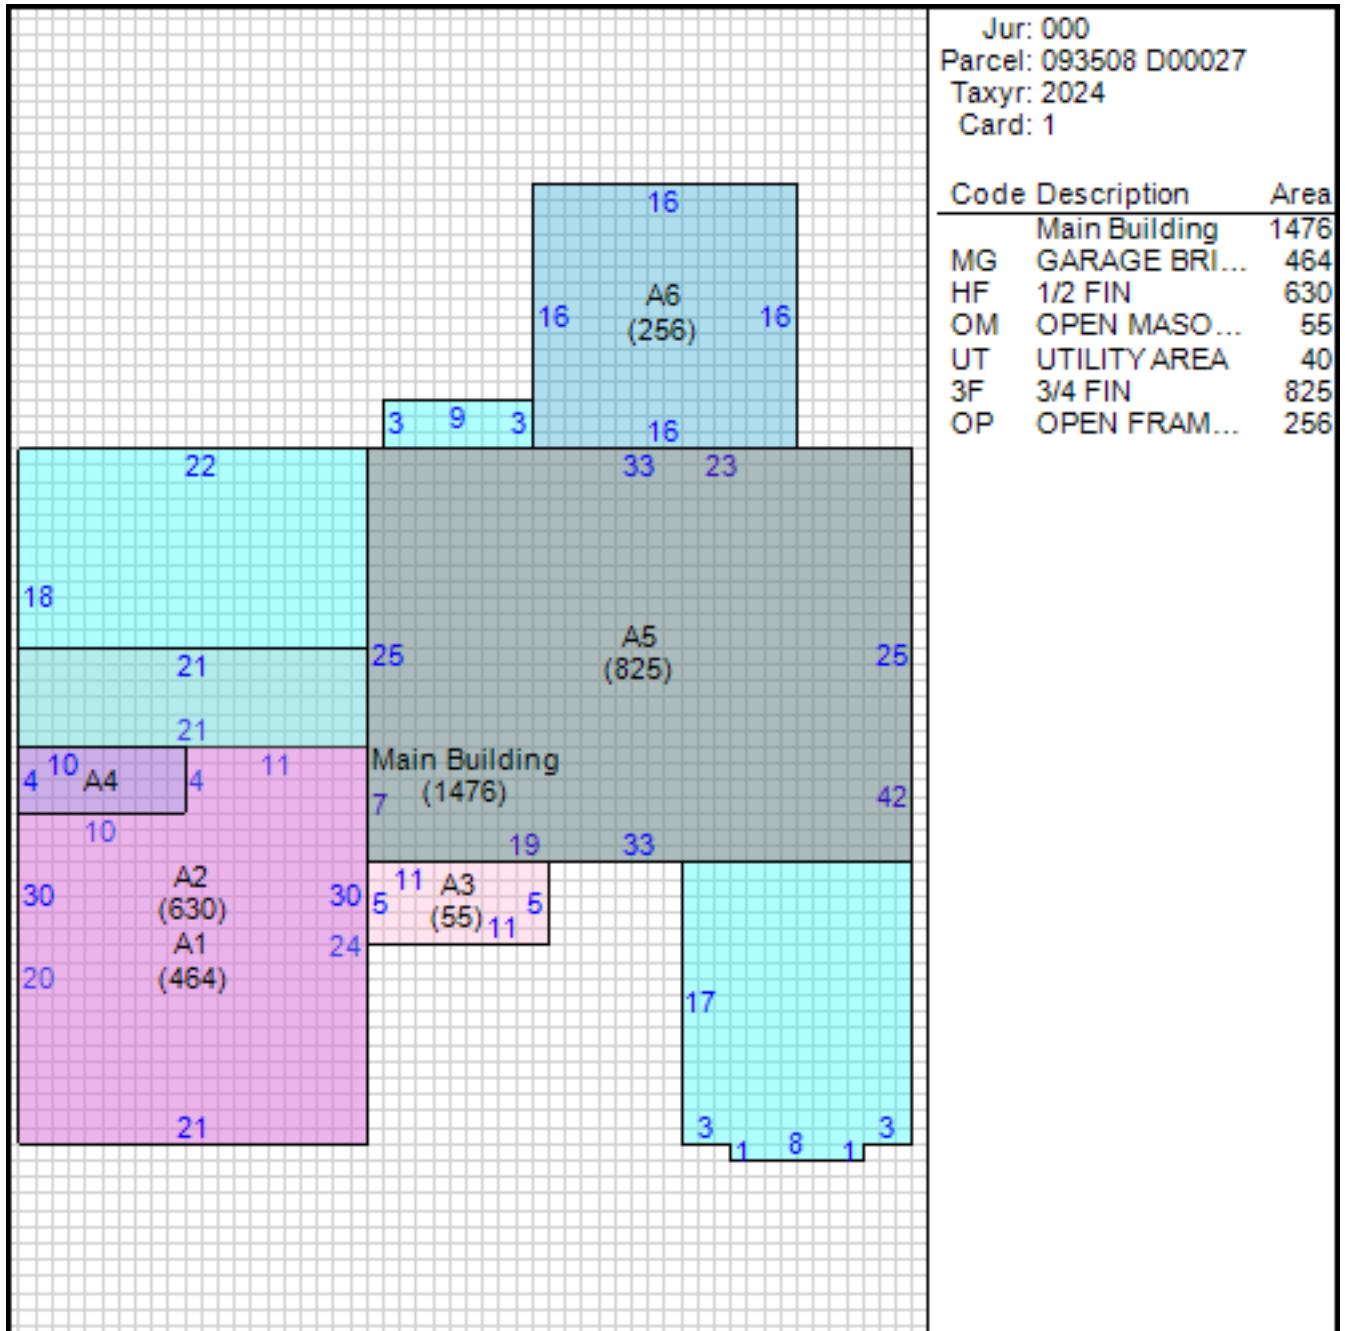 Jur: 000
Parcel: 093508 D00027
Taxyr: 2024
Card: 1
Code Description Area
Main Building 1476
MG GARAGE BRI... 464
HF 1/2 FIN 630
OM OPEN MASO... 55
UT UTILITY AREA 40
3F 3/4 FIN 825
OP OPEN FRAM... 256
16
A6
16 (256) 16
3 9 3 16
22 33 23
18
A5
25 (825) 25
21
21
Main Building
4 10 A4 4 11
7 (1476) 42
10
19 33
A2
(630)
30 30
11 A3
5 (55) 5
11
A1
(464)
24
20
17
21
3 3
1 8 1